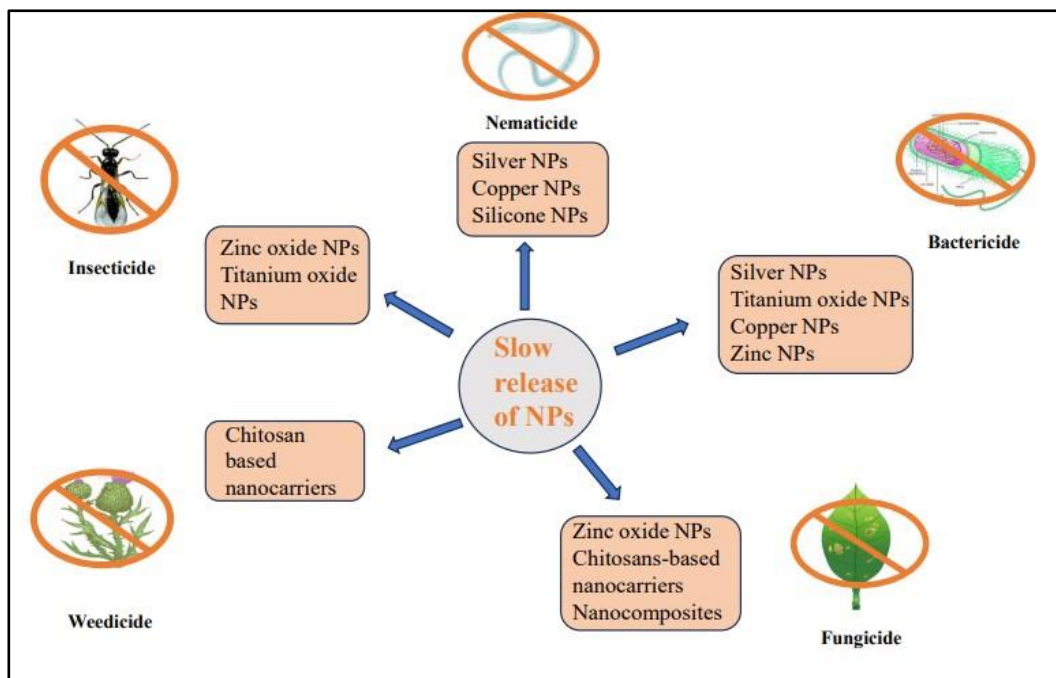 Nematicide
Silver NPs
Copper NPs
Silicone NPs
Insecticide
Zinc oxide NPs
Titanium oxide
NPs
Bactericide
Silver NPs
Titanium oxide NPs
Copper NPs
Zinc NPs
Slow
release
of NPs
Chitosan
based
nanocarriers
Weedicide
Zinc oxide NPs
Chitosans-based
nanocarriers
Nanocomposites
Fungicide